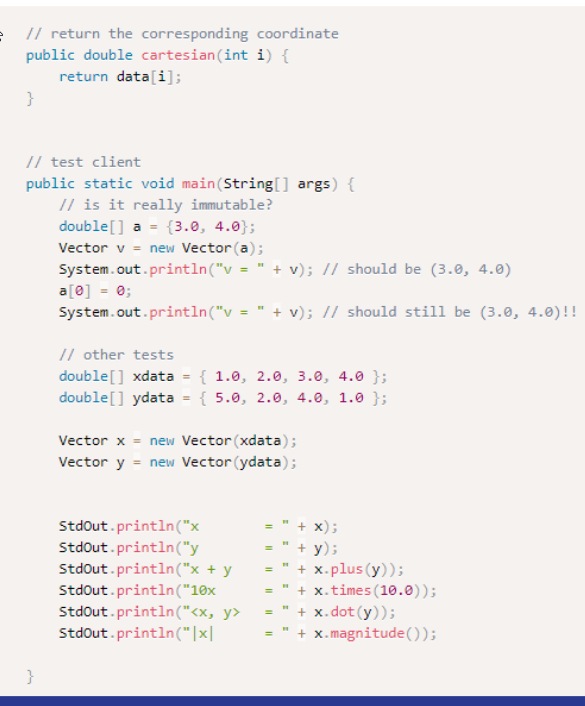 // return the corresponding coordinate
public double cartesian(int i) {
    return data[i];
}
// test client
public static void main(String[] args) {
    // is it really immutable?
    double[] a = {3.0, 4.0};
    Vector v = new Vector(a);
    System.out.println("v = " + v); // should be (3.0, 4.0)
    a[0] = 0;
    System.out.println("v = " + v); // should still be (3.0, 4.0)!!
    // other tests
    double[] xdata = { 1.0, 2.0, 3.0, 4.0 };
    double[] ydata = { 5.0, 2.0, 4.0, 1.0 };
    Vector x = new Vector(xdata);
    Vector y = new Vector(ydata);
    StdOut.println("x        = " + x);
    StdOut.println("y        = " + y);
    StdOut.println("x + y    = " + x.plus(y));
    StdOut.println("10x      = " + x.times(10.0));
    StdOut.println("<x, y>   = " + x.dot(y));
    StdOut.println("|x|      = " + x.magnitude());
}